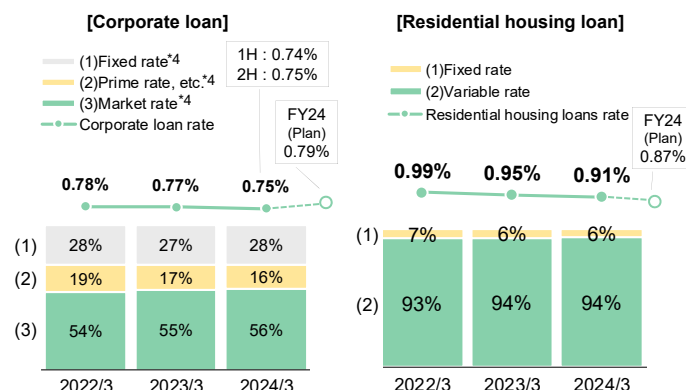 [Corporate loan]
(1)Fixed rate*4
(2)Prime rate, etc.*4
(3)Market rate*4
Corporate loan rate
1H : 0.74%
2H : 0.75%
FY24
(Plan)
0.79%
0.78% 0.77% 0.75%
(1) 28% 27% 28%
(2) 19% 17% 16%
(3) 54% 55% 56%
2022/3 2023/3 2024/3
[Residential housing loan]
(1)Fixed rate
(2)Variable rate
Residential housing loans rate
FY24
(Plan)
0.87%
0.99% 0.95% 0.91%
(1) 7% 6% 6%
(2) 93% 94% 94%
2022/3 2023/3 2024/3